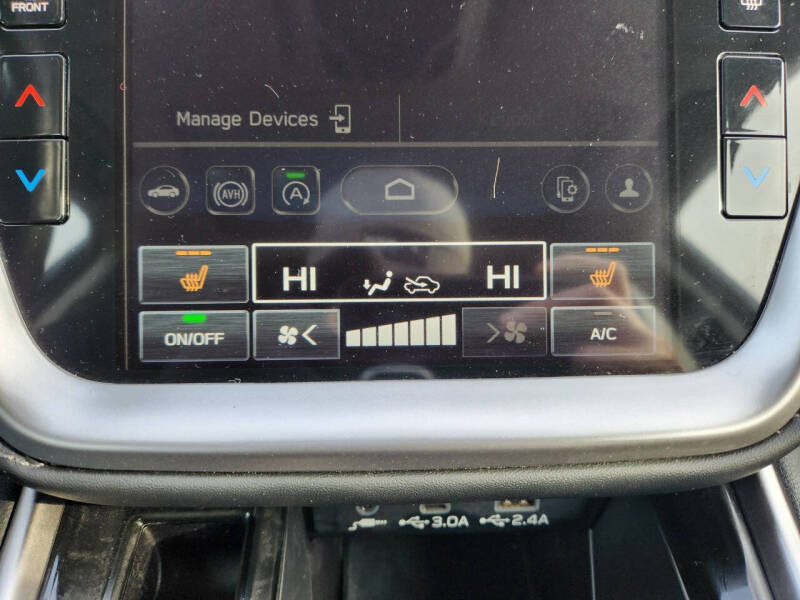 FRONT
Manage Devices
AVH
A
HI HI
ON/OFF
A/C
3.0A 2.4A